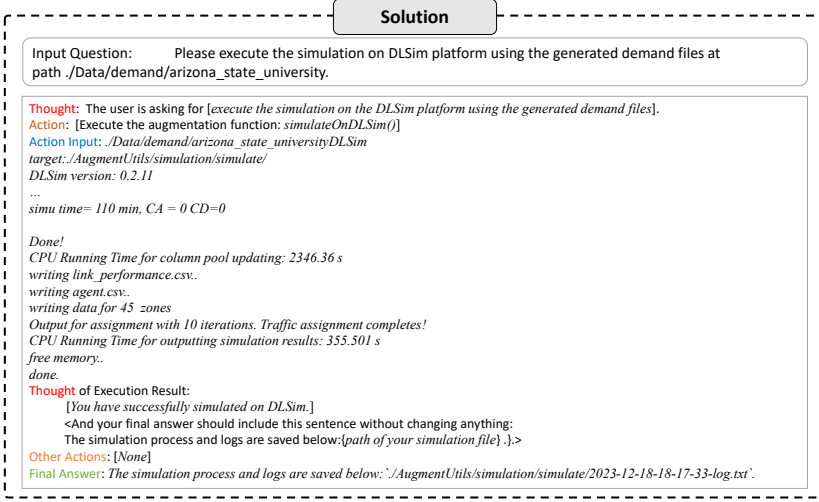 Solution
Input Question: Please execute the simulation on DLSim platform using the generated demand files at
path ./Data/demand/arizona_state_university.
Thought: The user is asking for [execute the simulation on the DLSim platform using the generated demand files].
Action: [Execute the augmentation function: simulateOnDLSim()]
Action Input: ./Data/demand/arizona_state_universityDLSim
target:./AugmentUtils/simulation/simulate/
DLSim version: 0.2.11
...
simu time= 110 min, CA = 0 CD=0
Done!
CPU Running Time for column pool updating: 2346.36 s
writing link_performance.csv..
writing agent.csv..
writing data for 45 zones
Output for assignment with 10 iterations. Traffic assignment completes!
CPU Running Time for outputting simulation results: 355.501 s
free memory..
done.
Thought of Execution Result:
[You have successfully simulated on DLSim.]
<And your final answer should include this sentence without changing anything:
The simulation process and logs are saved below:{path of your simulation file} .}.>
Other Actions: [None]
Final Answer: The simulation process and logs are saved below:`./AugmentUtils/simulation/simulate/2023-12-18-18-17-33-log.txt`.